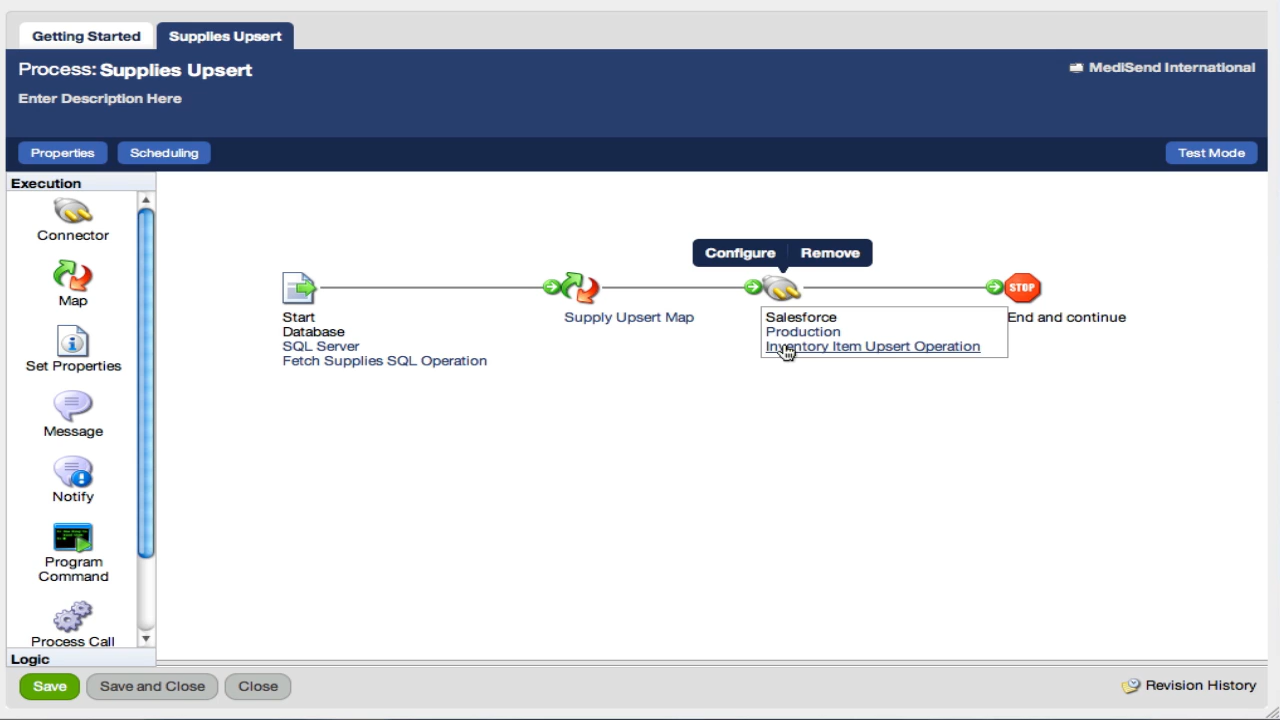 Getting Started
Supplies Upsert
Process: Supplies Upsert
MediSend International
Enter Description Here
Properties
Scheduling
Test Mode
Execution
Connector
Map
Set Properties
Message
Notify
Program
Command
Process Call
Logic
Configure
Remove
Start
Database
SQL Server
Fetch Supplies SQL Operation
Supply Upsert Map
Salesforce
Production
Inventory Item Upsert Operation
STOP
End and continue
Save
Save and Close
Close
Revision History